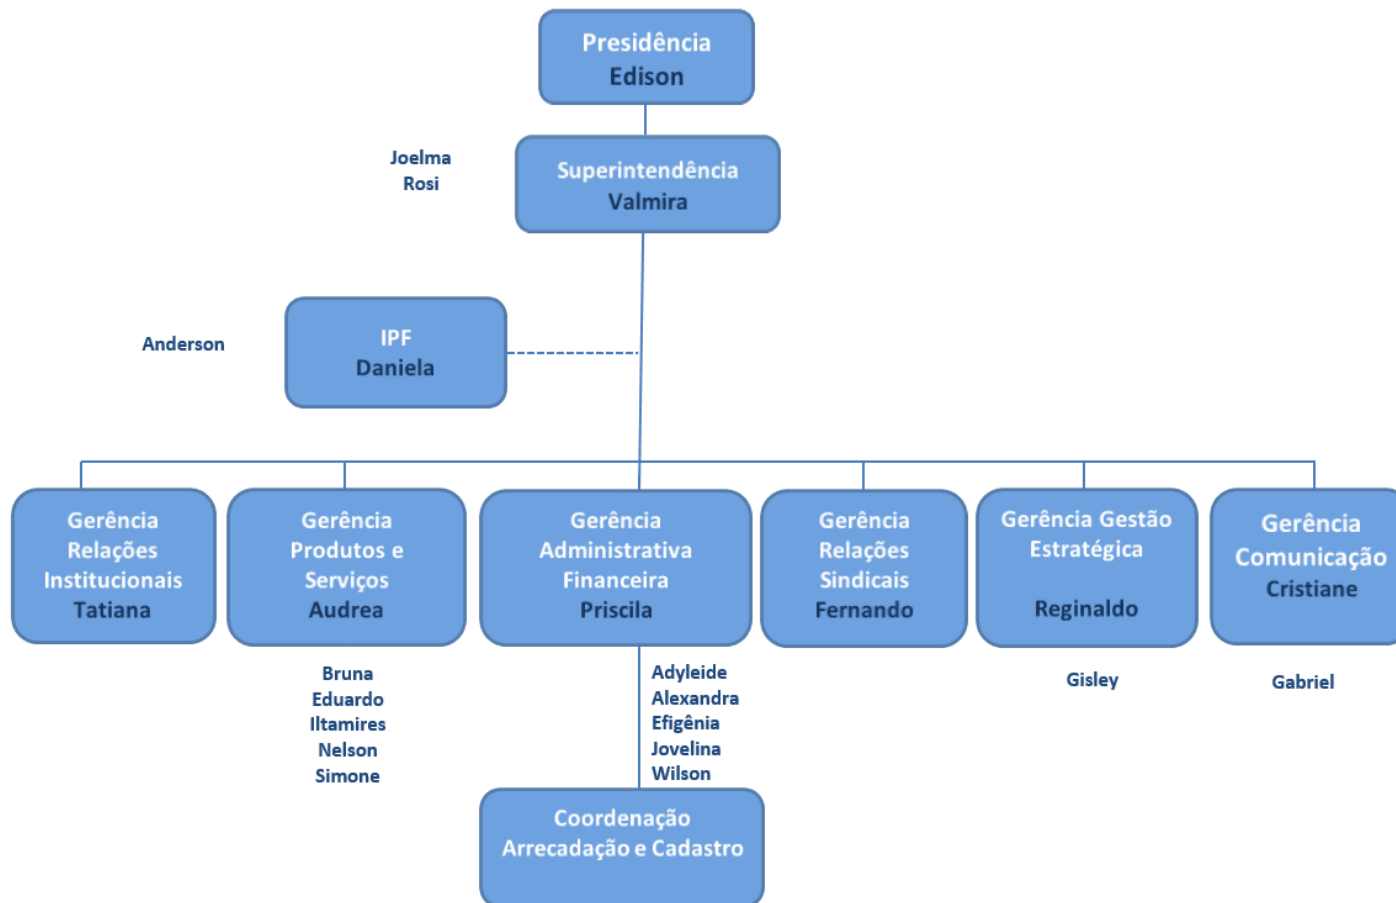 Presidência
Edison
Joelma
Rosi
Superintendência
Valmira
Anderson
IPF
Daniela
Gerência
Relações
Institucionais
Tatiana
Gerência
Produtos e
Serviços
Audrea
Gerência
Administrativa
Financeira
Priscila
Gerência
Relações
Sindicais
Fernando
Gerência Gestão
Estratégica
Reginaldo
Gerência
Comunicação
Cristiane
Bruna
Eduardo
Iltamires
Nelson
Simone
Adyleide
Alexandra
Efigênia
Jovelina
Wilson
Gisley
Gabriel
Coordenação
Arrecadação e Cadastro